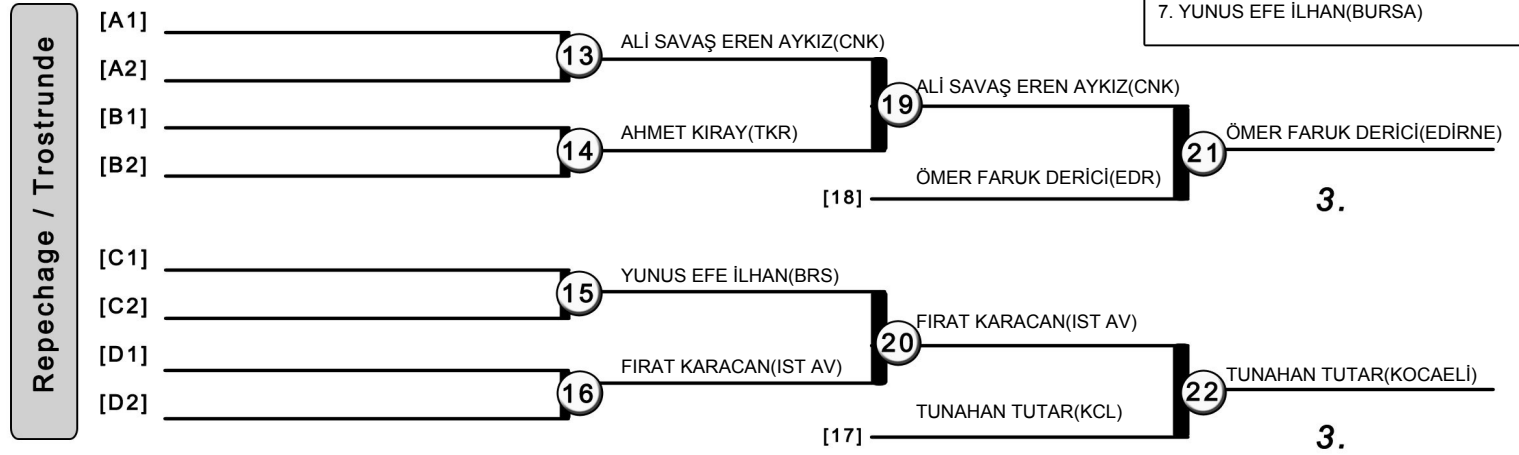 7. YUNUS EFE İLHAN(BURSA)
Repechage / Trostrunde
[A1]
[A2]
13
ALİ SAVAŞ EREN AYKIZ(CNK)
[B1]
[B2]
14
AHMET KIRAY(TKR)
19
ALİ SAVAŞ EREN AYKIZ(CNK)
[18]
ÖMER FARUK DERİCİ(EDR)
21
ÖMER FARUK DERİCİ(EDİRNE)
3.
[C1]
[C2]
15
YUNUS EFE İLHAN(BRS)
[D1]
[D2]
16
FIRAT KARACAN(IST AV)
20
FIRAT KARACAN(IST AV)
[17]
TUNAHAN TUTAR(KCL)
22
TUNAHAN TUTAR(KOCAELİ)
3.